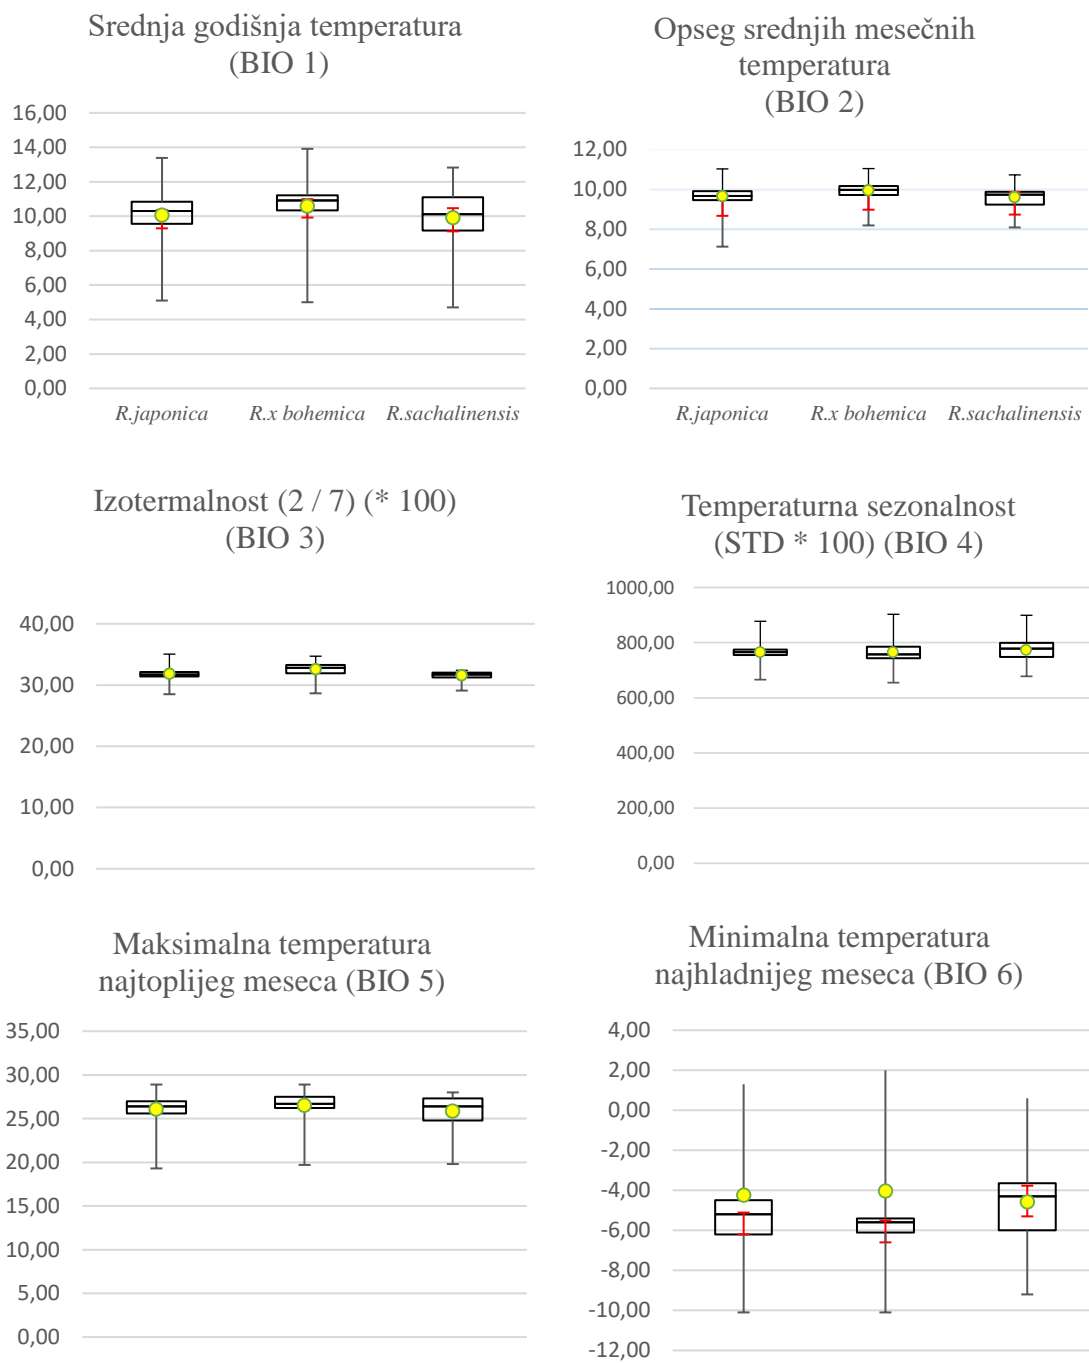 Srednja godišnja temperatura
(BIO 1)
16,00
14,00
12,00
10,00
8,00
6,00
4,00
2,00
0,00
R.japonica R.x bohemica R.sachalinensis
Opseg srednjih mesečnih
temperatura
(BIO 2)
12,00
10,00
8,00
6,00
4,00
2,00
0,00
R.japonica R.x bohemica R.sachalinensis
Izotermalnost (2 / 7) (* 100)
(BIO 3)
40,00
30,00
20,00
10,00
0,00
Temperaturna sezonalnost
(STD * 100) (BIO 4)
1000,00
800,00
600,00
400,00
200,00
0,00
Maksimalna temperatura
najtoplijeg meseca (BIO 5)
35,00
30,00
25,00
20,00
15,00
10,00
5,00
0,00
Minimalna temperatura
najhladnijeg meseca (BIO 6)
4,00
2,00
0,00
-2,00
-4,00
-6,00
-8,00
-10,00
-12,00